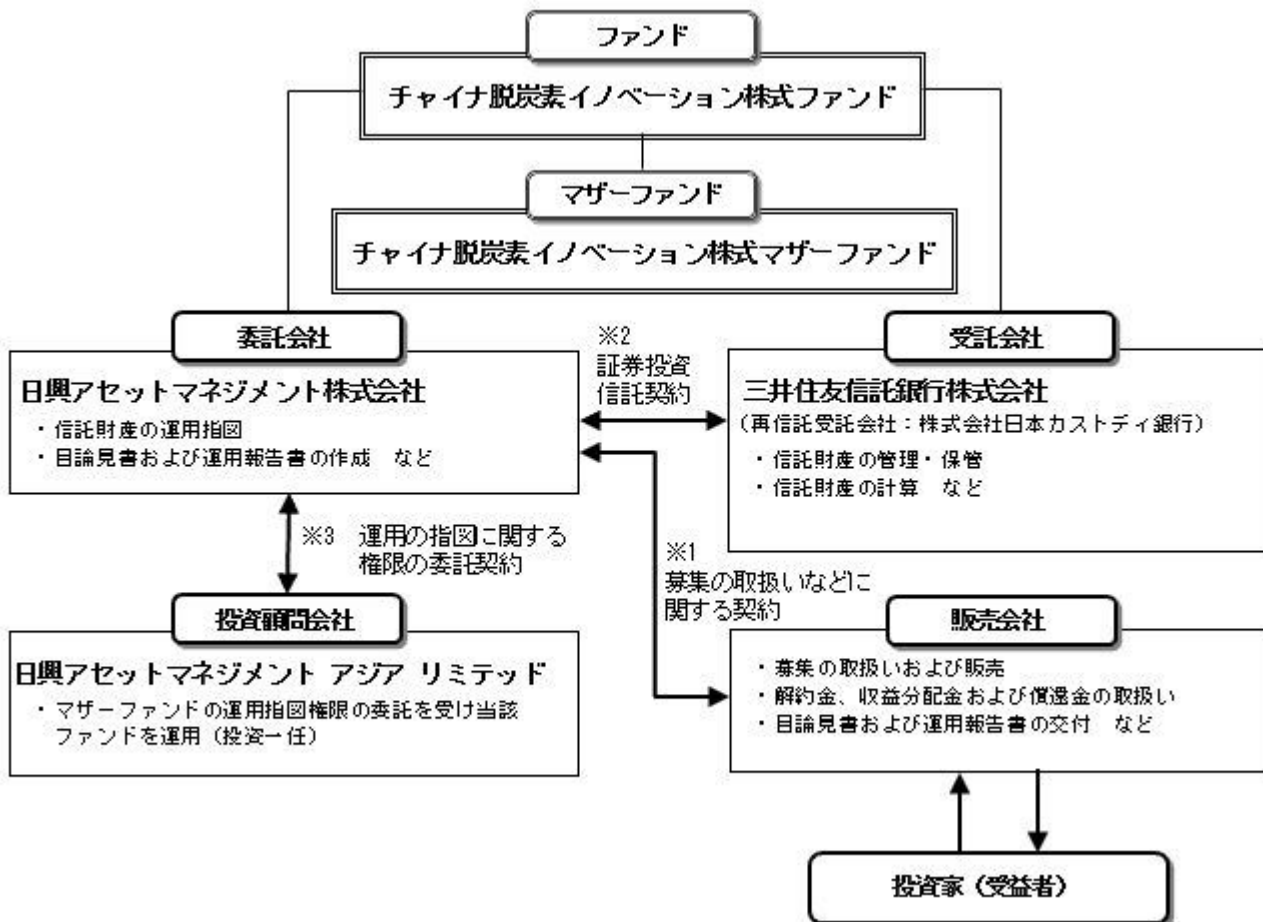 ファンド
チャイナ脱炭素イノベーション株式ファンド
マザーファンド
チャイナ脱炭素イノベーション株式マザーファンド
委託会社
日興アセットマネジメント株式会社
・信託財産の運用指図
・目論見書および運用報告書の作成　など
※2
証券投資
信託契約
受託会社
三井住友信託銀行株式会社
（再信託受託会社：株式会社日本カストディ銀行）
・信託財産の管理・保管
・信託財産の計算　など
※3　運用の指図に関する
権限の委託契約
※1
募集の取扱いなどに
関する契約
投資顧問会社
日興アセットマネジメント アジア リミテッド
・マザーファンドの運用指図権限の委託を受け当該
ファンドを運用（投資一任）
販売会社
・募集の取扱いおよび販売
・解約金、収益分配金および償還金の取扱い
・目論見書および運用報告書の交付　など
投資家（受益者）